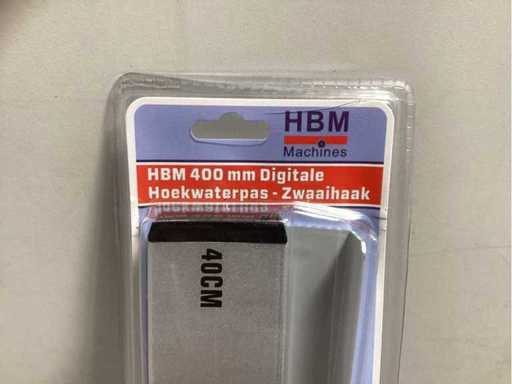 HBM
Machines
HBM 400 mm Digitale
Hoekwaterpas - Zwaaihaak
40CM